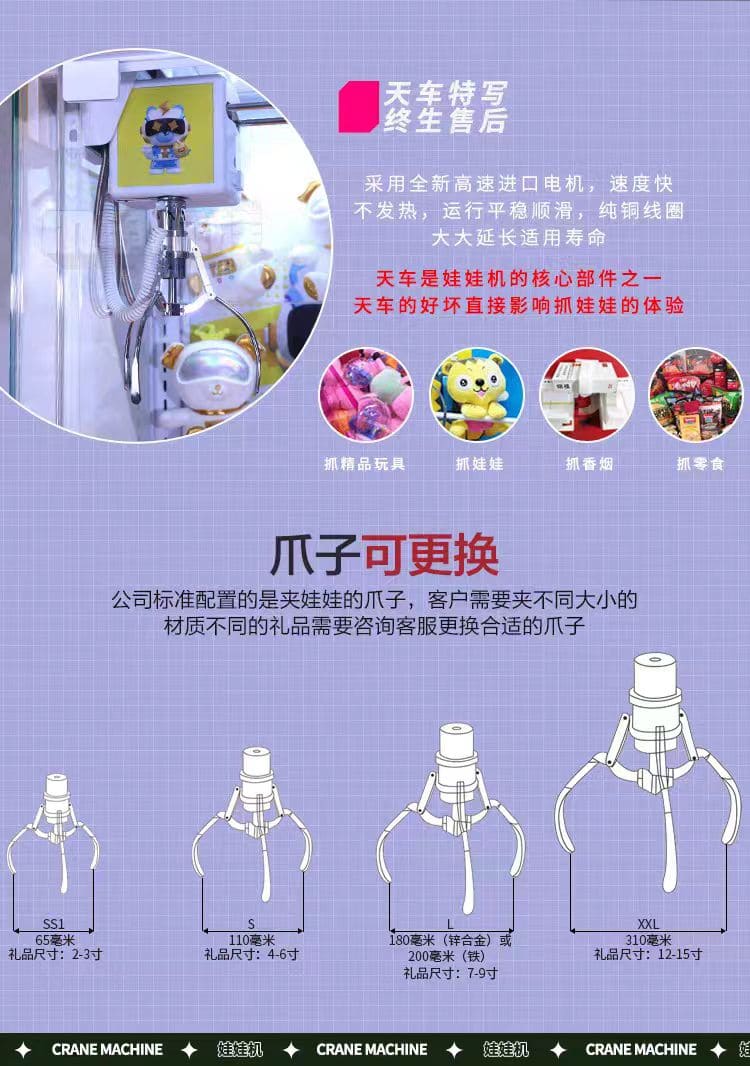 天车特写
终生售后
采用全新高速进口电机，速度快
不发热，运行平稳顺滑，纯铜线圈
大大延长适用寿命
天车是娃娃机的核心部件之一
天车的好坏直接影响抓娃娃的体验
抓精品玩具 抓娃娃 抓香烟 抓零食
爪子可更换
公司标准配置的是夹娃娃的爪子，客户需要夹不同大小的
材质不同的礼品需要咨询客服更换合适的爪子
SS1
65毫米
礼品尺寸：2-3寸
S
110毫米
礼品尺寸：4-6寸
L
180毫米（锌合金）或
200毫米（铁）
礼品尺寸：7-9寸
XXL
310毫米
礼品尺寸：12-15寸
CRANE MACHINE 娃娃机 CRANE MACHINE 娃娃机 CRANE MACHINE